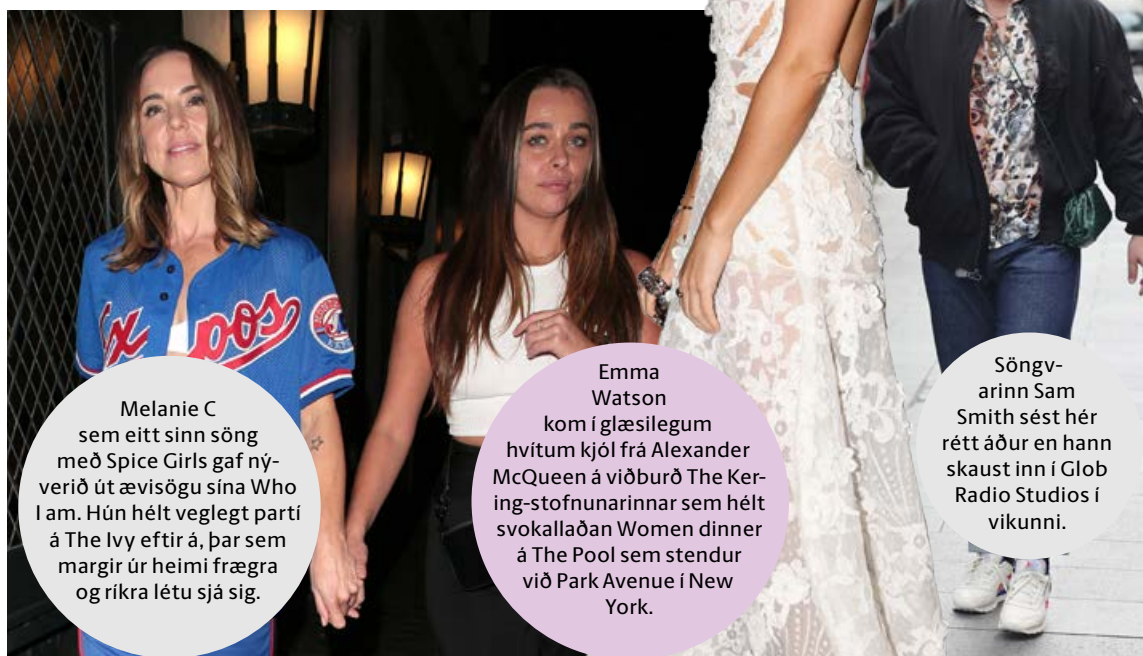 Expos
Melanie C
sem eitt sinn söng
með Spice Girls gaf ný-
verið út ævisögu sína Who
I am. Hún hélt veglegt partí
á The Ivy eftir á, þar sem
margir úr heimi frægra
og ríkra létu sjá sig.
Emma
Watson
kom í glæsilegum
hvítum kjól frá Alexander
McQueen á viðburð The Ker-
ing-stofnunarinnar sem hélt
svokallaðan Women dinner
á The Pool sem stendur
við Park Avenue í New
York.
Söngv-
arinn Sam
Smith sést hér
rétt áður en hann
skaust inn í Glob
Radio Studios í
vikunni.